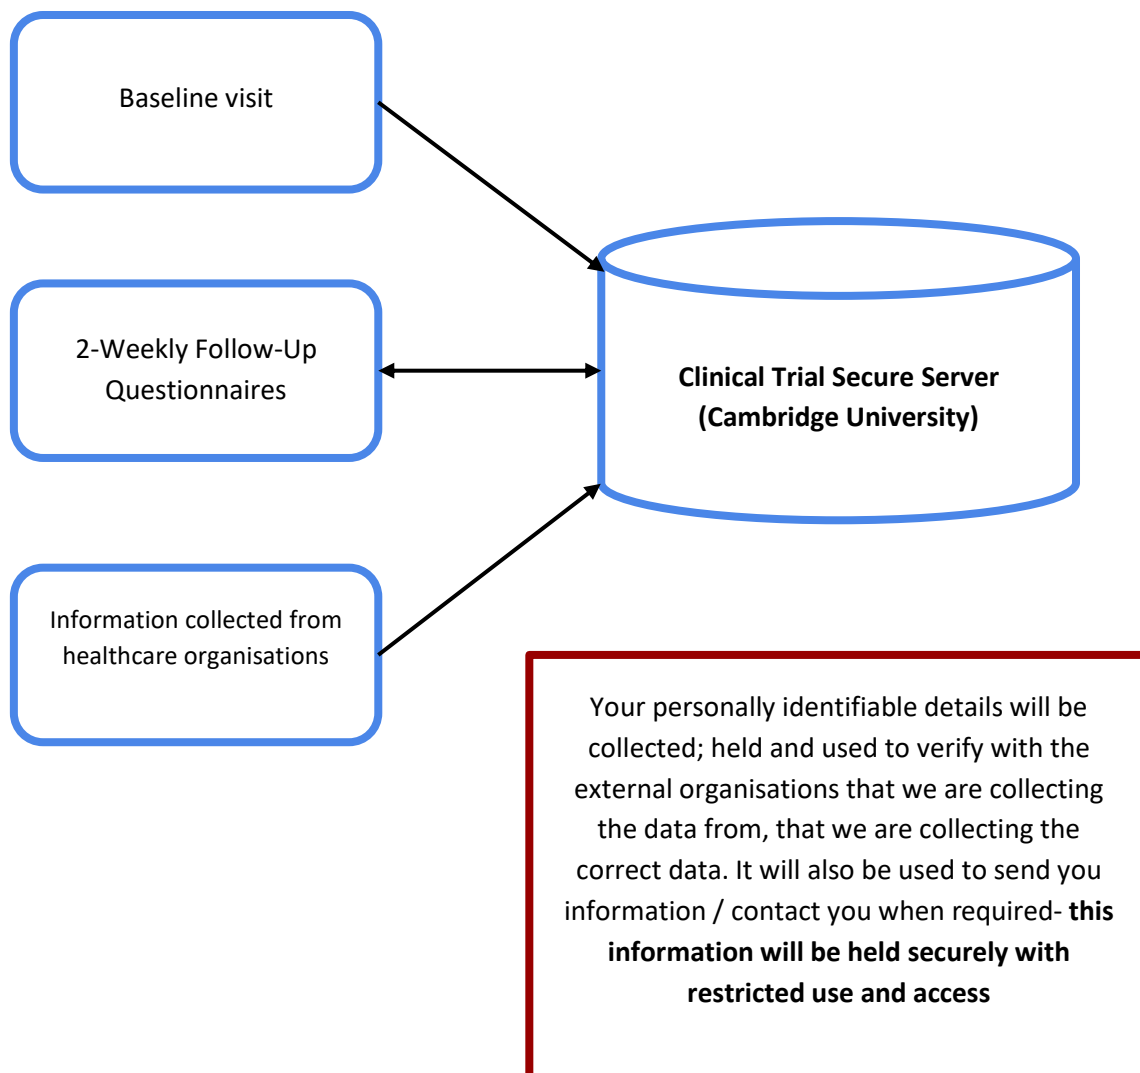 Baseline visit
2-Weekly Follow-Up
Questionnaires
Clinical Trial Secure Server
(Cambridge University)
Information collected from
healthcare organisations
Your personally identifiable details will be
collected; held and used to verify with the
external organisations that we are collecting
the data from, that we are collecting the
correct data. It will also be used to send you
information / contact you when required- this
information will be held securely with
restricted use and access